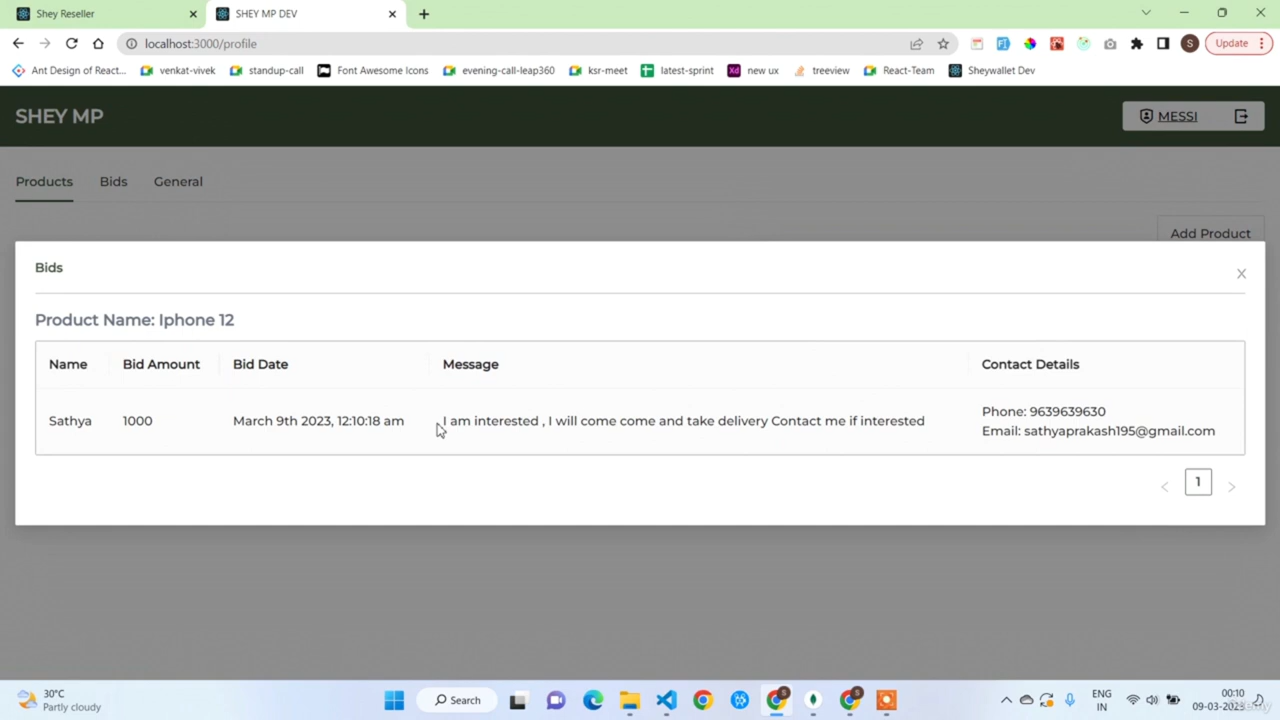 Shey Reseller
SHEY MP DEV
localhost:3000/profile
S
Update
Ant Design of React...
venkat-vivek
standup-call
Font Awesome Icons
evening-call-leap360
ksr-meet
latest-sprint
Xd new ux
treeview
React-Team
Sheywallet Dev
SHEY MP
MESSI
Products
Bids
General
Add Product
Bids
Product Name: Iphone 12
Name
Bid Amount
Bid Date
Message
Contact Details
Sathya
1000
March 9th 2023, 12:10:18 am
I am interested , I will come come and take delivery Contact me if interested
Phone: 9639639630
Email: sathyaprakash195@gmail.com
1
30°C
Partly cloudy
Search
ENG
IN
00:10
09-03-2023